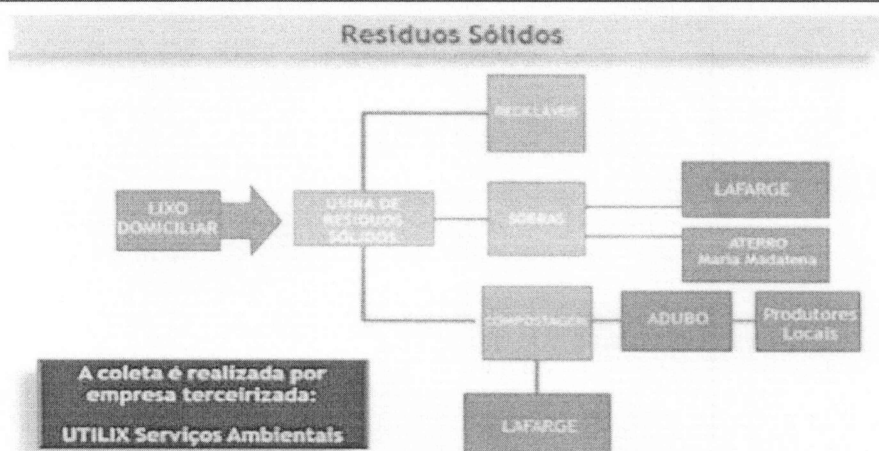 Resíduos Sólidos
RECICLÁVEIS
LIXO
DOMICILIAR
USINA DE
RESÍDUOS
SÓLIDOS
SOBRAS
LAFARGE
ATERRO
Maria Madalena
COMPOSTAGEM
ADUBO
Produtores
Locais
LAFARGE
A coleta é realizada por
empresa terceirizada:
UTILIX Serviços Ambientais